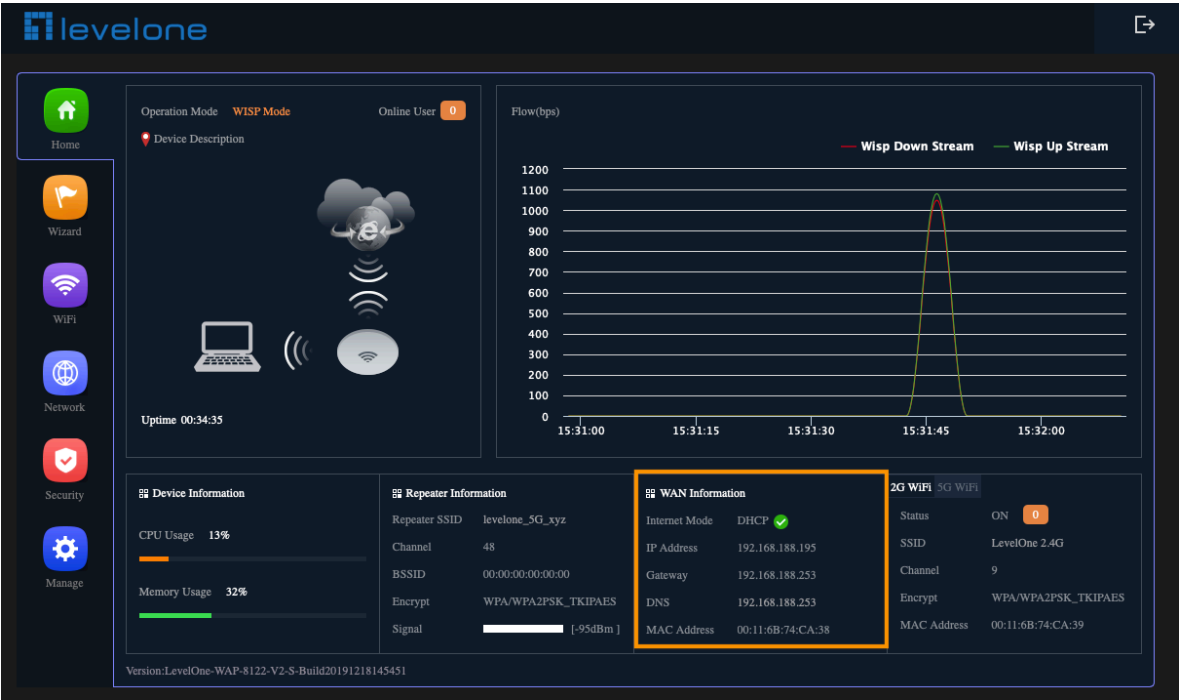 levelone
Home
Wizard
WiFi
Network
Security
Manage
Operation Mode WISP Mode Online User 0
Device Description
Uptime 00:34:35
Flow(bps)
Wisp Down Stream Wisp Up Stream
1200
1100
1000
900
800
700
600
500
400
300
200
100
0
15:31:00 15:31:15 15:31:30 15:31:45 15:32:00
Device Information
CPU Usage 13%
Memory Usage 32%
Repeater Information
Repeater SSID levelone_5G_xyz
Channel 48
BSSID 00:00:00:00:00:00
Encrypt WPA/WPA2PSK_TKIPAES
Signal [-95dBm ]
WAN Information
Internet Mode DHCP
IP Address 192.168.188.195
Gateway 192.168.188.253
DNS 192.168.188.253
MAC Address 00:11:6B:74:CA:38
2G WiFi 5G WiFi
Status ON 0
SSID LevelOne 2.4G
Channel 9
Encrypt WPA/WPA2PSK_TKIPAES
MAC Address 00:11:6B:74:CA:39
Version:LevelOne-WAP-8122-V2-S-Build20191218145451